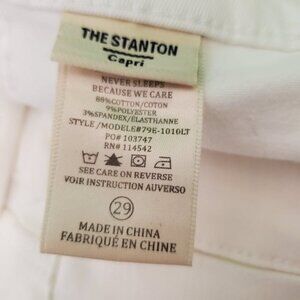 THE STANTON
Capri
NEVER SLEEPS
BECAUSE WE CARE
88%COTTON/COTON
9%POLYESTER
3%SPANDEX/ELASTHANNE
STYLE/MODELE#79E-1010LT
PO# 103747
RN# 114542
SEE CARE ON REVERSE
VOIR INSTRUCTION AUVERSO
29
MADE IN CHINA
FABRIQUÉ EN CHINE